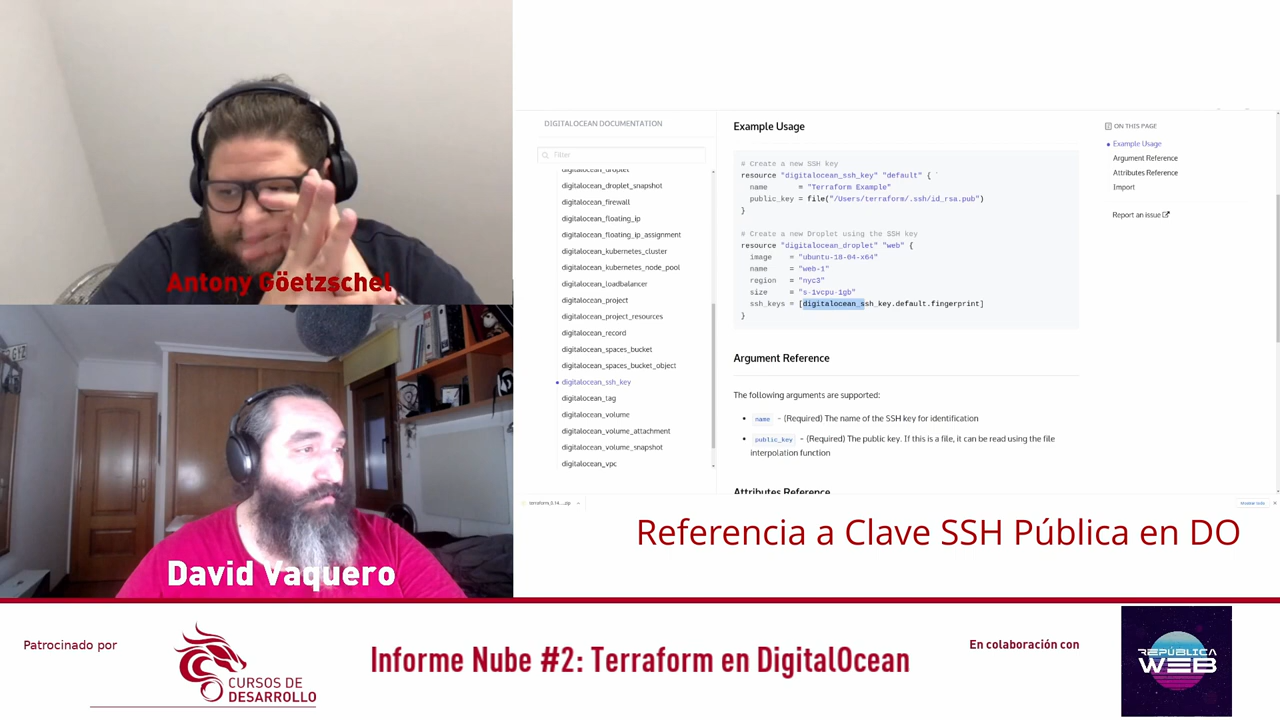 Antony Göetzschel
David Vaquero
DIGITALOCEAN DOCUMENTATION
Filter
digitalocean_droplet
digitalocean_droplet_snapshot
digitalocean_firewall
digitalocean_floating_ip
digitalocean_floating_ip_assignment
digitalocean_kubernetes_cluster
digitalocean_kubernetes_node_pool
digitalocean_loadbalancer
digitalocean_project
digitalocean_project_resources
digitalocean_record
digitalocean_spaces_bucket
digitalocean_spaces_bucket_object
digitalocean_ssh_key
digitalocean_tag
digitalocean_volume
digitalocean_volume_attachment
digitalocean_volume_snapshot
digitalocean_vpc
Example Usage
# Create a new SSH key
resource "digitalocean_ssh_key" "default" {
name = "Terraform Example"
public_key = file("/Users/terraform/.ssh/id_rsa.pub")
}
# Create a new Droplet using the SSH key
resource "digitalocean_droplet" "web" {
image = "ubuntu-18-04-x64"
name = "web-1"
region = "nyc3"
size = "s-1vcpu-1gb"
ssh_keys = [digitalocean_ssh_key.default.fingerprint]
}
Argument Reference
The following arguments are supported:
• name - (Required) The name of the SSH key for identification
• public_key - (Required) The public key. If this is a file, it can be read using the file
interpolation function
Attributes Reference
ON THIS PAGE
Example Usage
Argument Reference
Attributes Reference
Import
Report an issue
terraform_0.14....zip
Referencia a Clave SSH Pública en DO
Patrocinado por
CURSOS DE
DESARROLLO
Informe Nube #2: Terraform en DigitalOcean
En colaboración con
REPÚBLICA
WEB